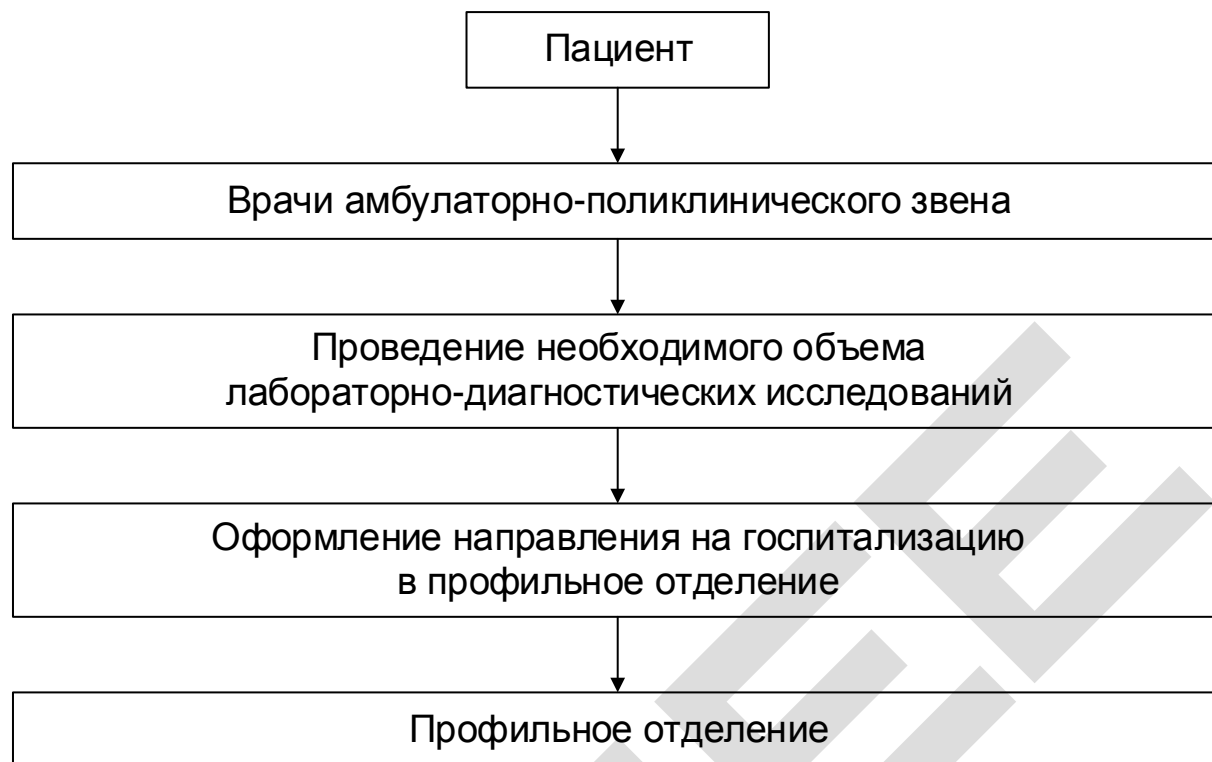 Пациент
Врачи амбулаторно-поликлинического звена
Проведение необходимого объема
лабораторно-диагностических исследований
Оформление направления на госпитализацию
в профильное отделение
Профильное отделение